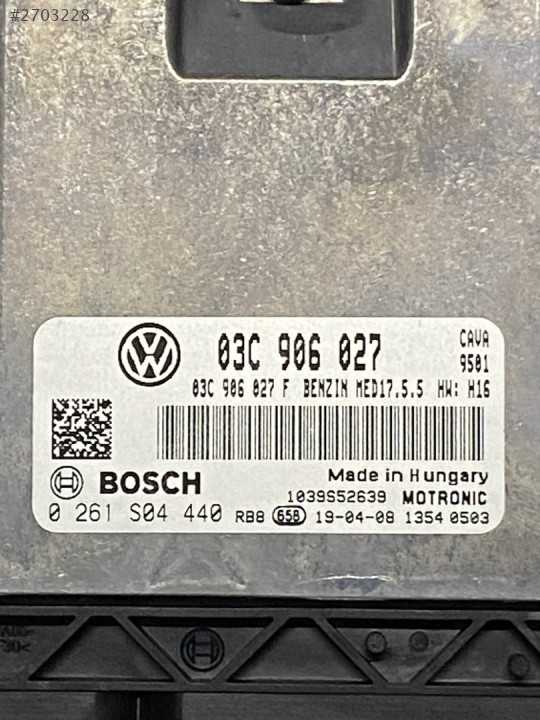 #2703228
03C 906 027
CAVA
9501
03C 906 027 F BENZIN MED17.5.5 HW: H16
BOSCH
Made in Hungary
1039S52639 MOTRONIC
0 261 S04 440 RB8 658 19-04-08 1354 0503